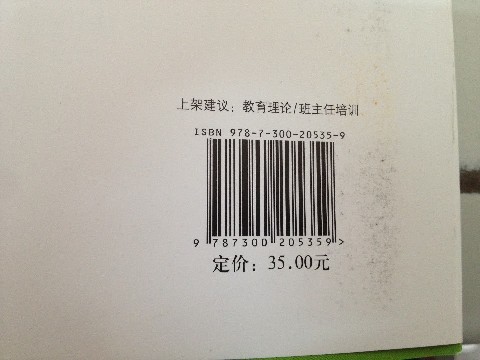 上架建议：教育理论/班主任培训
ISBN 978-7-300-20535-9
9 787300 205359>
定价：35.00元